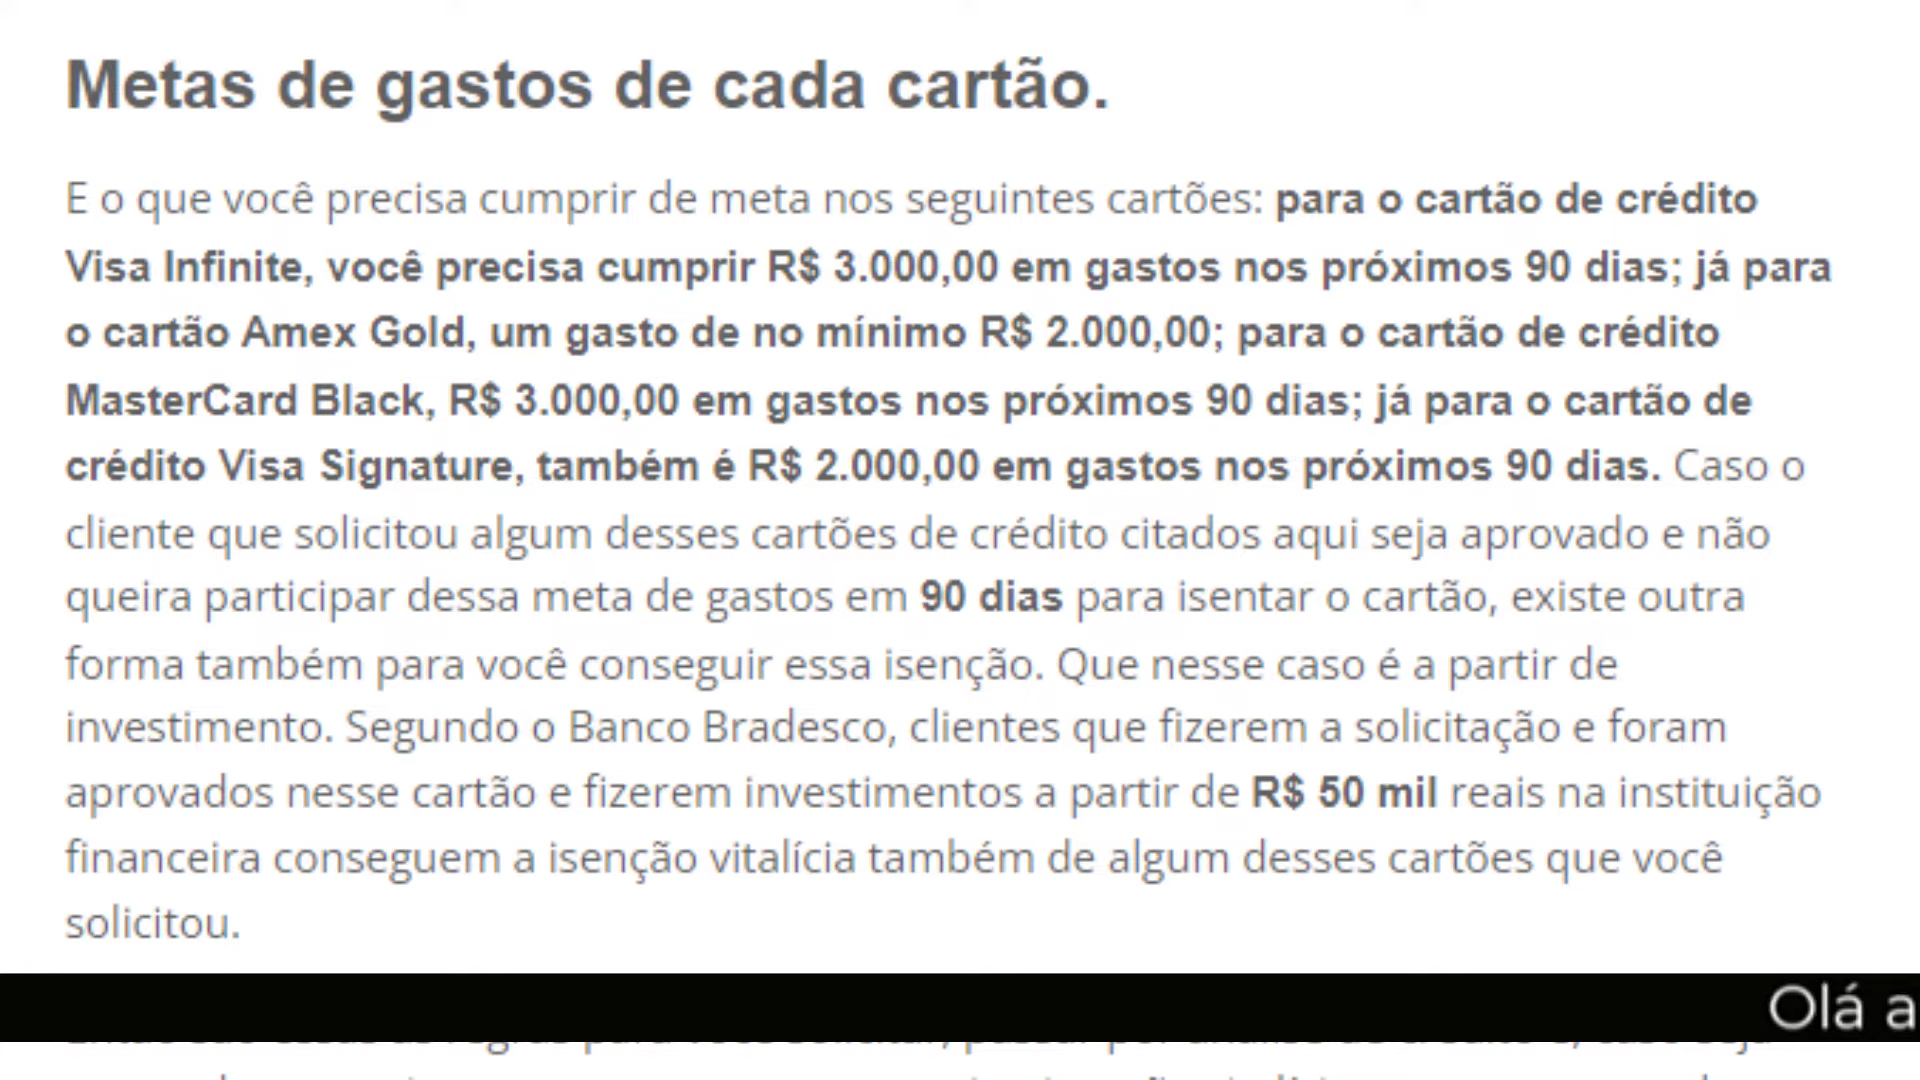 Metas de gastos de cada cartão.
E o que você precisa cumprir de meta nos seguintes cartões: para o cartão de crédito
Visa Infinite, você precisa cumprir R$ 3.000,00 em gastos nos próximos 90 dias; já para
o cartão Amex Gold, um gasto de no mínimo R$ 2.000,00; para o cartão de crédito
MasterCard Black, R$ 3.000,00 em gastos nos próximos 90 dias; já para o cartão de
crédito Visa Signature, também é R$ 2.000,00 em gastos nos próximos 90 dias. Caso o
cliente que solicitou algum desses cartões de crédito citados aqui seja aprovado e não
queira participar dessa meta de gastos em 90 dias para isentar o cartão, existe outra
forma também para você conseguir essa isenção. Que nesse caso é a partir de
investimento. Segundo o Banco Bradesco, clientes que fizerem a solicitação e foram
aprovados nesse cartão e fizerem investimentos a partir de R$ 50 mil reais na instituição
financeira conseguem a isenção vitalícia também de algum desses cartões que você
solicitou.
Olá a